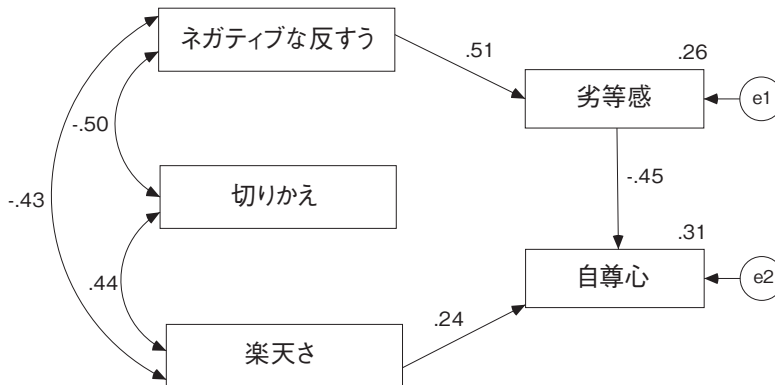 ネガティブな反すう
.51
.26
劣等感
e1
-.50
-.43
切りかえ
-.45
.31
自尊心
e2
.44
.24
楽天さ